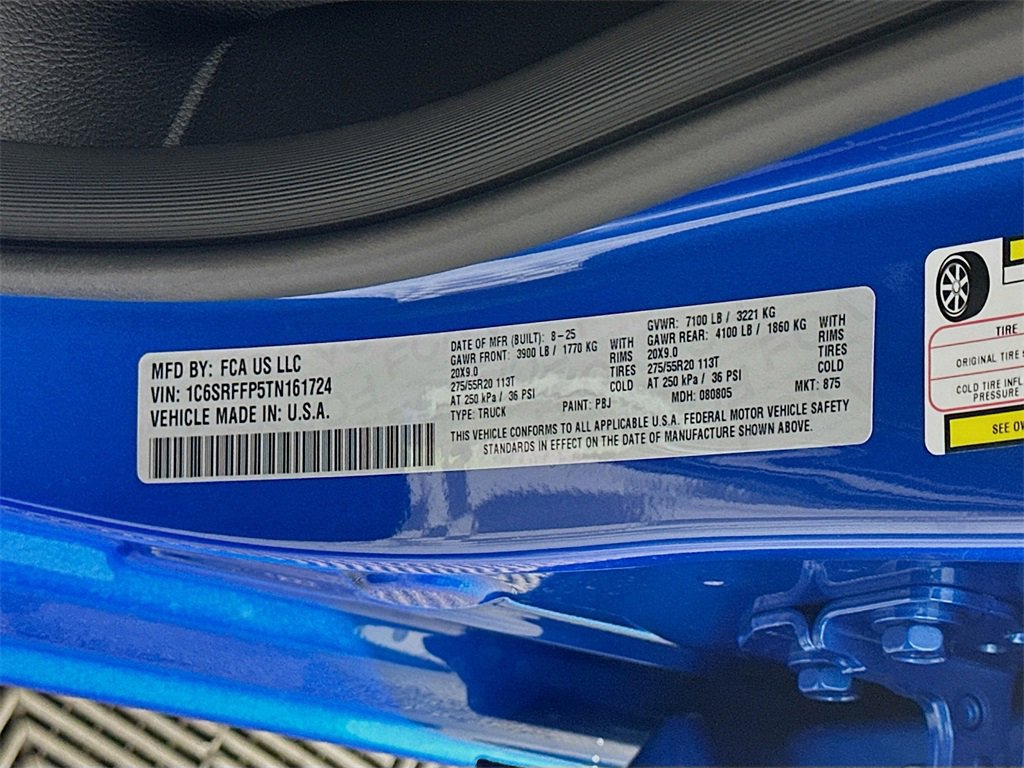 MFD BY: FCA US LLC
VIN: 1C6SRFFP5TN161724
VEHICLE MADE IN: U.S.A.
DATE OF MFR (BUILT): 8-25
GAWR FRONT: 3900 LB / 1770 KG WITH
20X9.0 RIMS
275/55R20 113T TIRES
AT 250 kPa / 36 PSI COLD
TYPE: TRUCK PAINT: PBJ
GVWR: 7100 LB / 3221 KG
GAWR REAR: 4100 LB / 1860 KG WITH
20X9.0 RIMS
275/55R20 113T TIRES
AT 250 kPa / 36 PSI COLD
MDH: 080805 MKT: 875
THIS VEHICLE CONFORMS TO ALL APPLICABLE U.S.A. FEDERAL MOTOR VEHICLE SAFETY
STANDARDS IN EFFECT ON THE DATE OF MANUFACTURE SHOWN ABOVE.
TIRE
ORIGINAL TIRE
COLD TIRE
PRESSURE
SEE